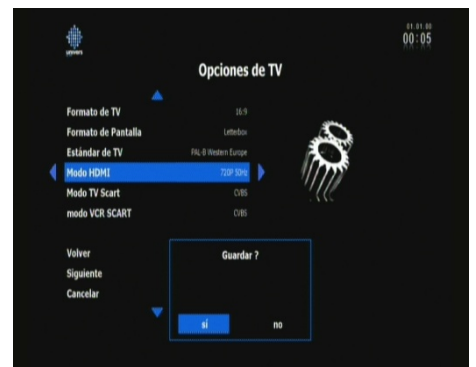 01.01.00
00:05
univers
Opciones de TV
Formato de TV 16:9
Formato de Pantalla Letterbox
Estándar de TV PAL-B Western Europe
Modo HDMI 720P 50Hz
Modo TV Scart CVBS
modo VCR SCART CVBS
Volver
Siguiente
Cancelar
Guardar ?
sí no